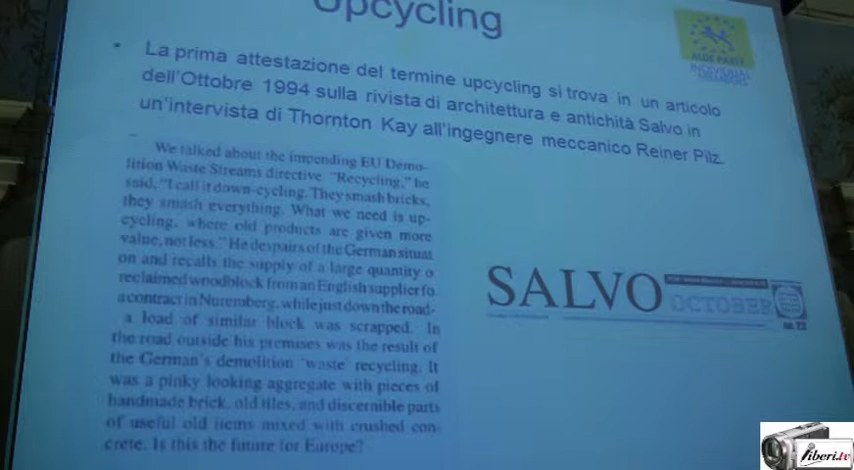 Upcycling
• La prima attestazione del termine upcycling si trova in un articolo
dell'Ottobre 1994 sulla rivista di architettura e antichità Salvo in
un'intervista di Thornton Kay all'ingegnere meccanico Reiner Pilz.
We talked about the impending EU Demo-
lition Waste Streams directive. "Recycling," he
said, "I call it down-cycling. They smash bricks,
they smash everything. What we need is up-
cycling, where old products are given more
value, not less." He despairs of the German situat
on and recalls the supply of a large quantity o
reclaimed woodblock from an English supplier fo
a contract in Nuremberg, while just down the road-
a load of similar block was scrapped. In
the road outside his premises was the result of
the German's demolition "waste" recycling. It
was a pinky looking aggregate with pieces of
handmade brick, old tiles, and discernible parts
of useful old items mixed with crushed con-
crete. Is this the future for Europe?
SALVO
OCTOBER
ALDE PARTY
INDIVIDUAL
MEMBERS
liberi.tv